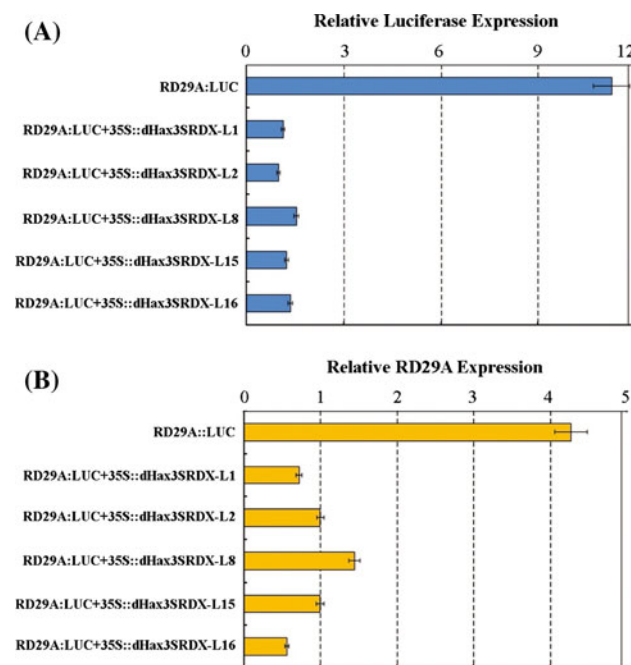 (A)
Relative Luciferase Expression
0 3 6 9 12
RD29A:LUC
RD29A:LUC+35S::dHax3SRDX-L1
RD29A:LUC+35S::dHax3SRDX-L2
RD29A:LUC+35S::dHax3SRDX-L8
RD29A:LUC+35S::dHax3SRDX-L15
RD29A:LUC+35S::dHax3SRDX-L16
(B)
Relative RD29A Expression
0 1 2 3 4 5
RD29A::LUC
RD29A:LUC+35S::dHax3SRDX-L1
RD29A:LUC+35S::dHax3SRDX-L2
RD29A:LUC+35S::dHax3SRDX-L8
RD29A:LUC+35S::dHax3SRDX-L15
RD29A:LUC+35S::dHax3SRDX-L16